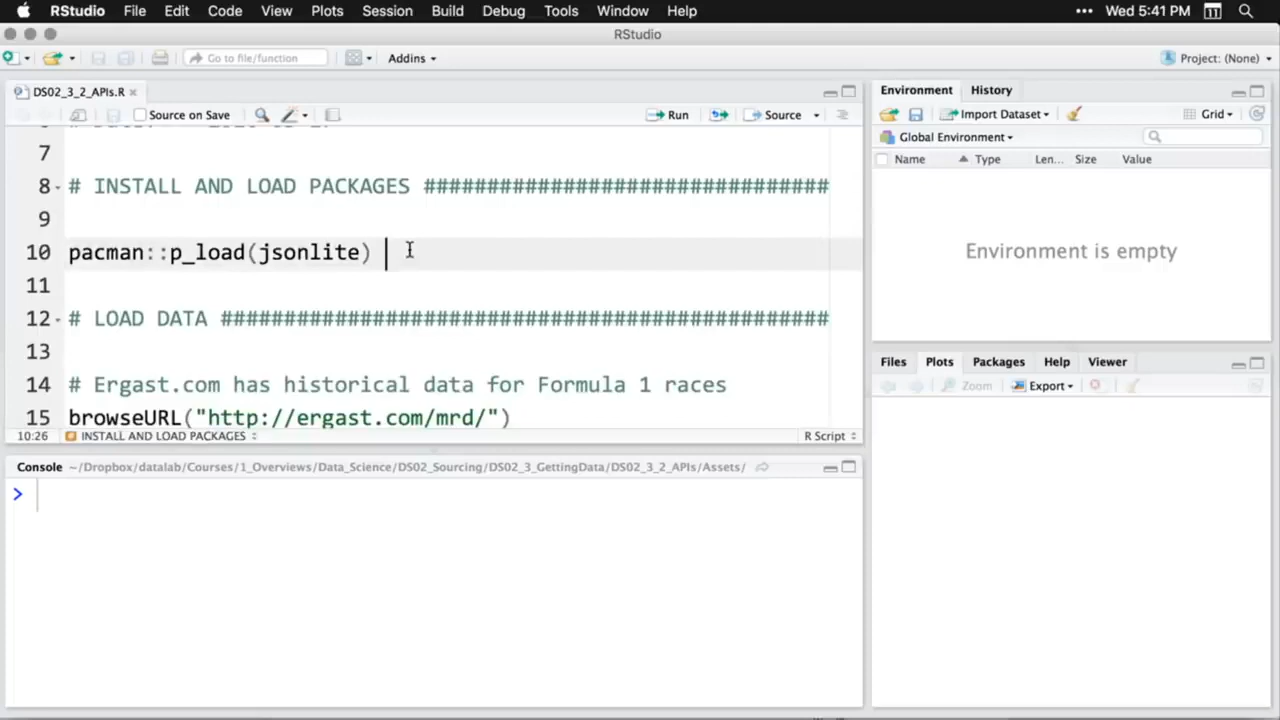 RStudio File Edit Code View Plots Session Build Debug Tools Window Help ••• Wed 5:41 PM 11
RStudio
Go to file/function Addins Project: (None)
DS02_3_2_APIs.R
Source on Save Run Source
7
8 # INSTALL AND LOAD PACKAGES ################################
9
10 pacman::p_load(jsonlite)
11
12 # LOAD DATA ################################################
13
14 # Ergast.com has historical data for Formula 1 races
15 browseURL("http://ergast.com/mrd/")
10:26 INSTALL AND LOAD PACKAGES R Script
Console ~/Dropbox/datalab/Courses/1_Overviews/Data_Science/DS02_Sourcing/DS02_3_GettingData/DS02_3_2_APIs/Assets/
>
Environment History
Import Dataset Grid
Global Environment
Name Type Len... Size Value
Environment is empty
Files Plots Packages Help Viewer
Zoom Export